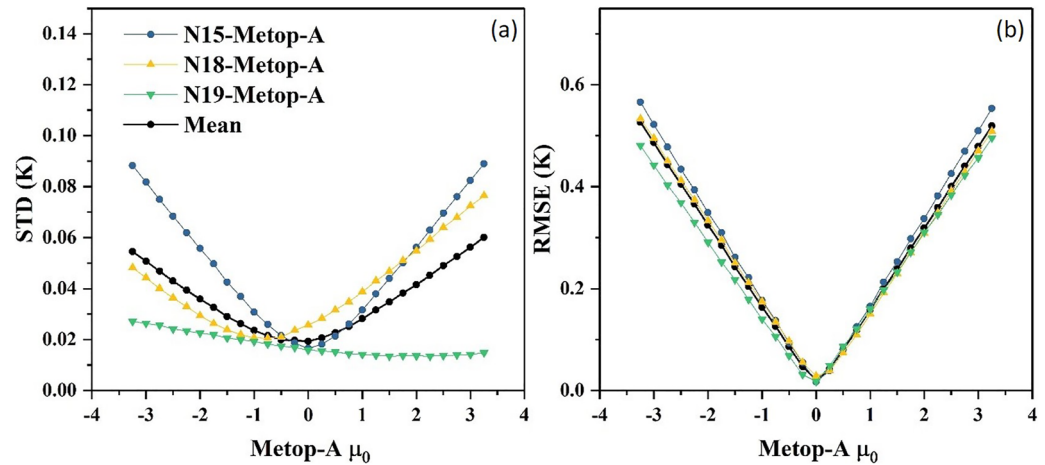 (a)
N15-Metop-A
N18-Metop-A
N19-Metop-A
Mean
STD (K)
0.14
0.12
0.10
0.08
0.06
0.04
0.02
0.00
-4 -3 -2 -1 0 1 2 3 4
Metop-A μ0
(b)
RMSE (K)
0.6
0.4
0.2
0.0
-4 -3 -2 -1 0 1 2 3 4
Metop-A μ0